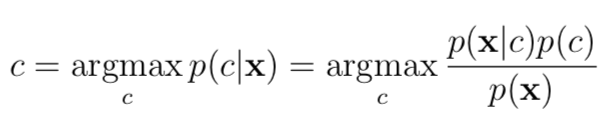 c = argmax_c p(c|x) = argmax_c p(x|c)p(c) / p(x)